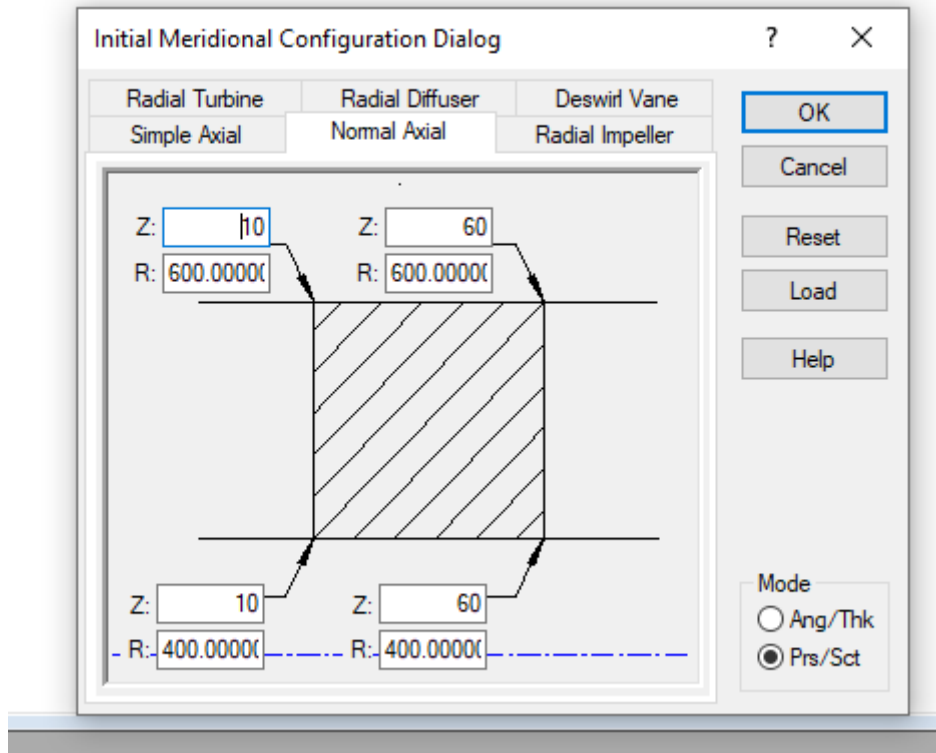 Initial Meridional Configuration Dialog ?
Radial Turbine Radial Diffuser Deswirl Vane
Simple Axial Normal Axial Radial Impeller
OK
Cancel
Reset
Load
Help
Z: 10 Z: 60
R: 600.00000 R: 600.00000
Z: 10 Z: 60
R: 400.00000 R: 400.00000
Mode
Ang/Thk
Prs/Sct